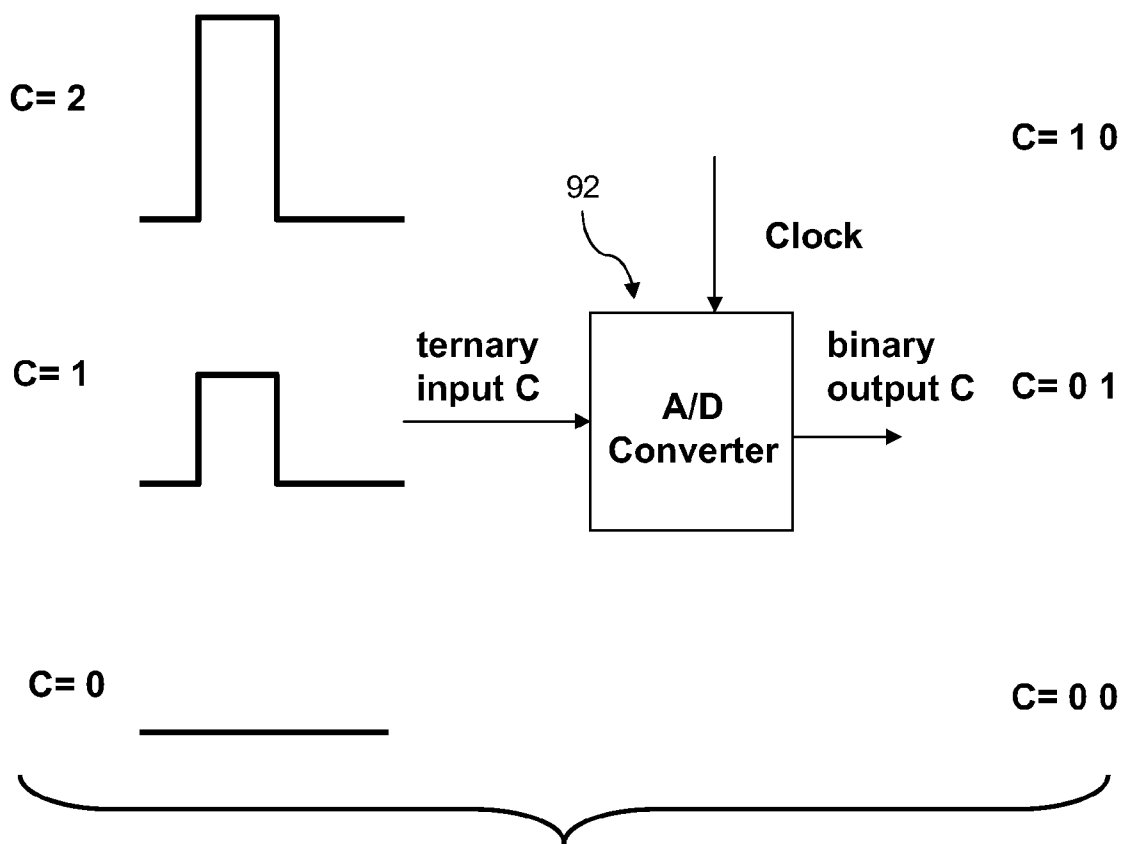 C= 2
C= 1 0
92
Clock
C= 1
ternary
input C
A/D
Converter
binary
output C
C= 0 1
C= 0
C= 0 0